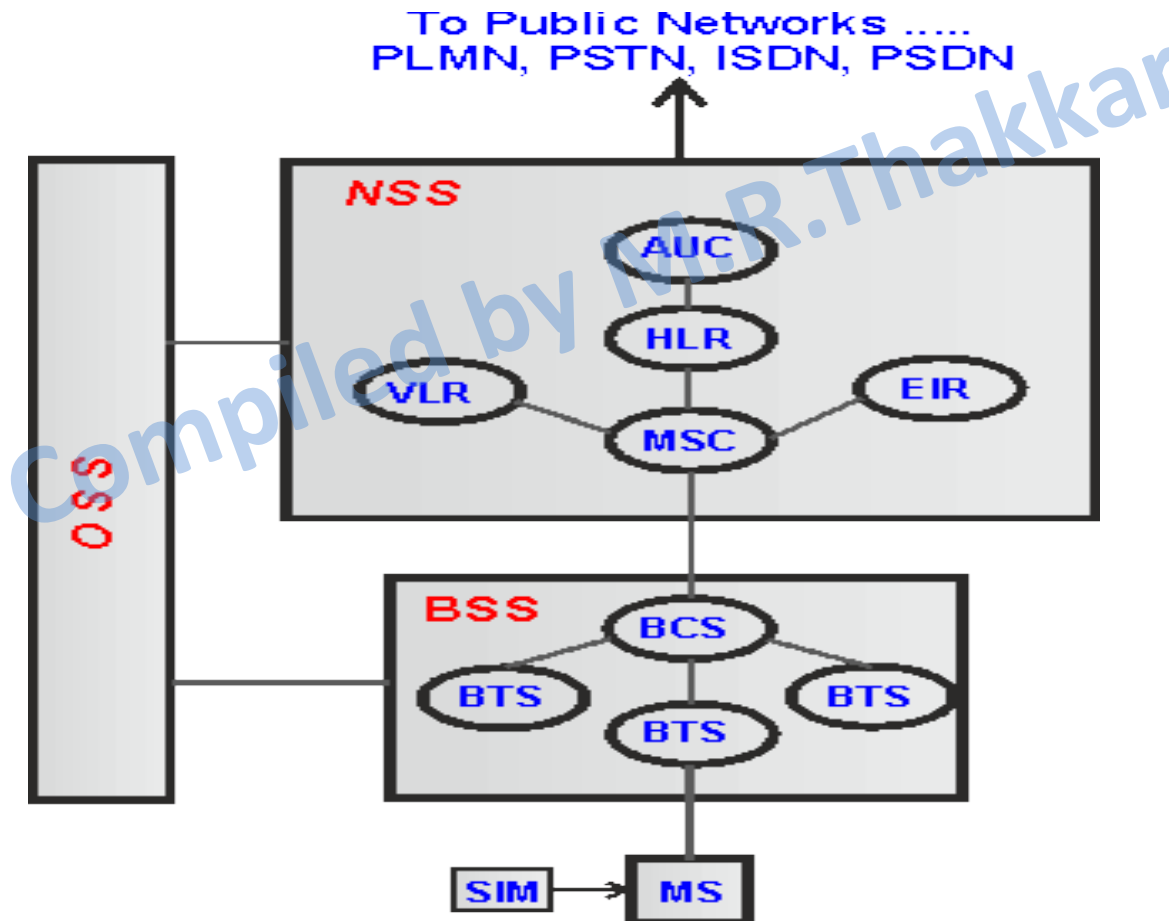 To Public Networks .....
PLMN, PSTN, ISDN, PSDN
NSS
AUC
HLR
VLR
EIR
MSC
OSS
BSS
BCS
BTS
BTS
BTS
SIM
MS
Compiled by M.R.Thakkar